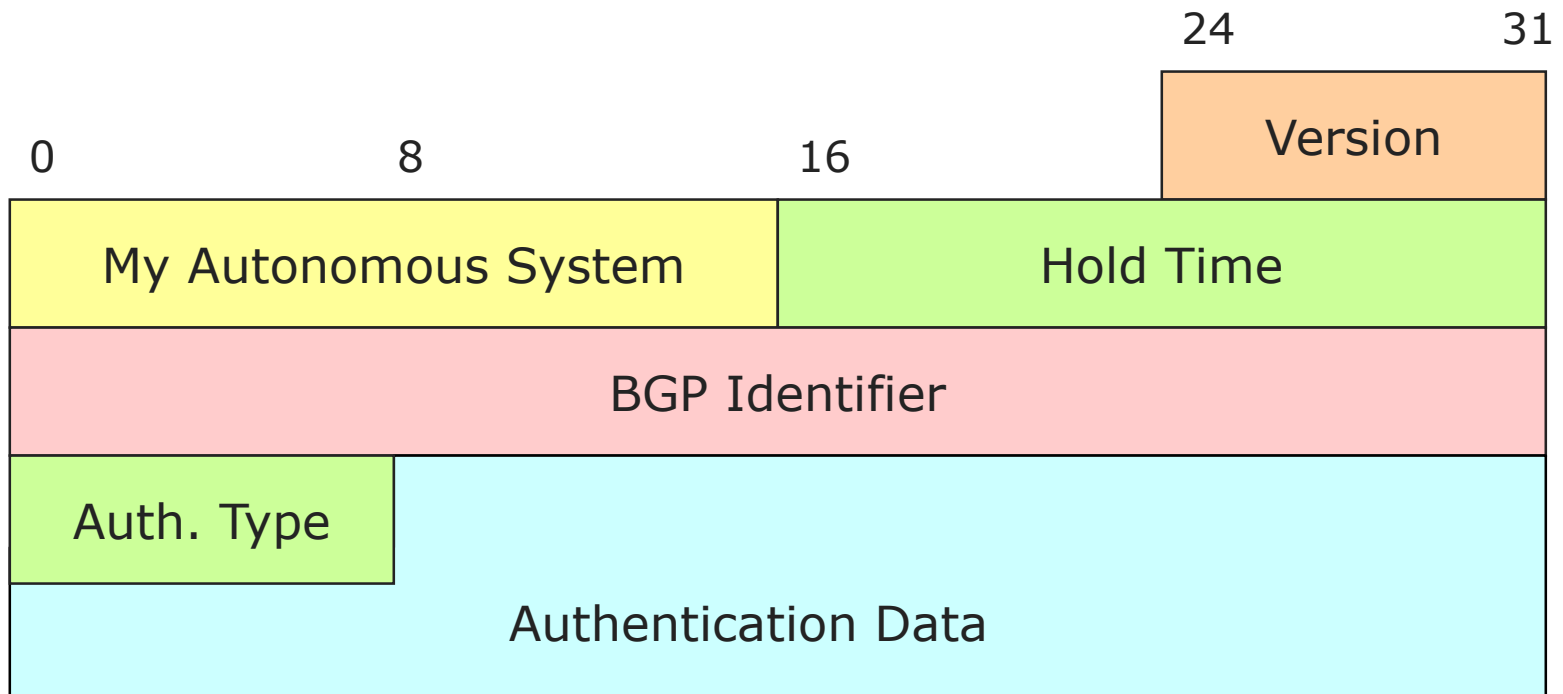 24 31
Version
0 8 16
My Autonomous System Hold Time
BGP Identifier
Auth. Type
Authentication Data